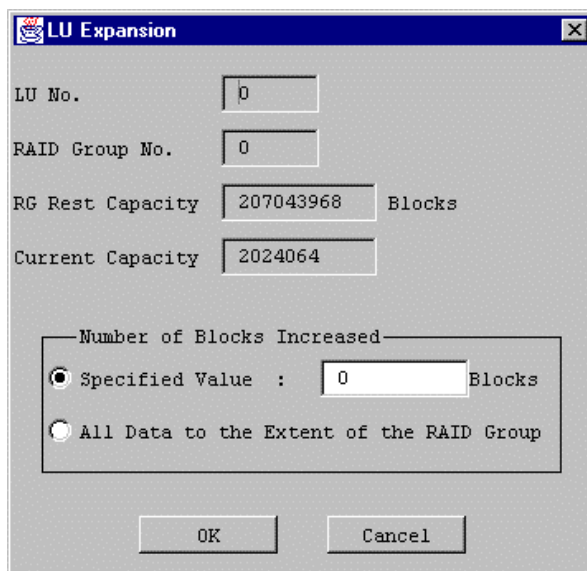 LU Expansion
LU No. 0
RAID Group No. 0
RG Rest Capacity 207043968 Blocks
Current Capacity 2024064
Number of Blocks Increased
Specified Value : 0 Blocks
All Data to the Extent of the RAID Group
OK Cancel